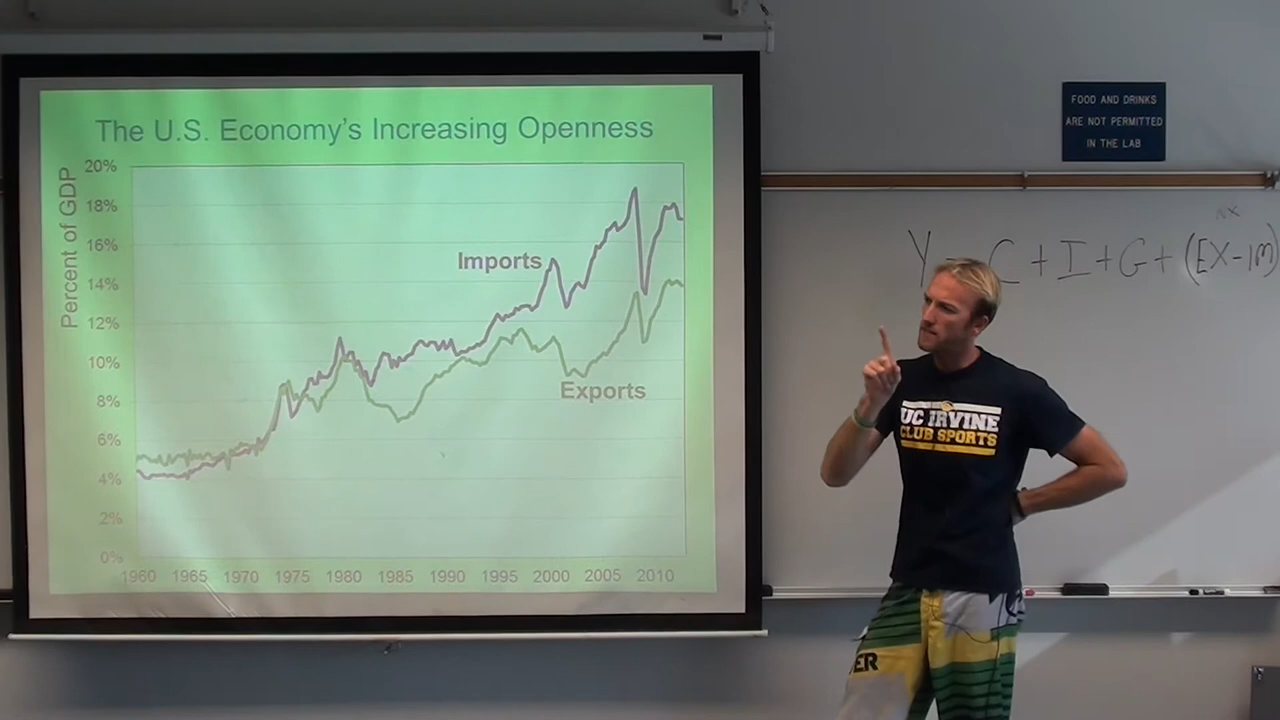 The U.S. Economy's Increasing Openness
Percent of GDP
20%
18%
16%
14%
12%
10%
8%
6%
4%
2%
0%
Imports
Exports
1960 1965 1970 1975 1980 1985 1990 1995 2000 2005 2010
FOOD AND DRINKS
ARE NOT PERMITTED
IN THE LAB
NX
Y = C + I + G + (EX - IM)
UC IRVINE
CLUB SPORTS
ER